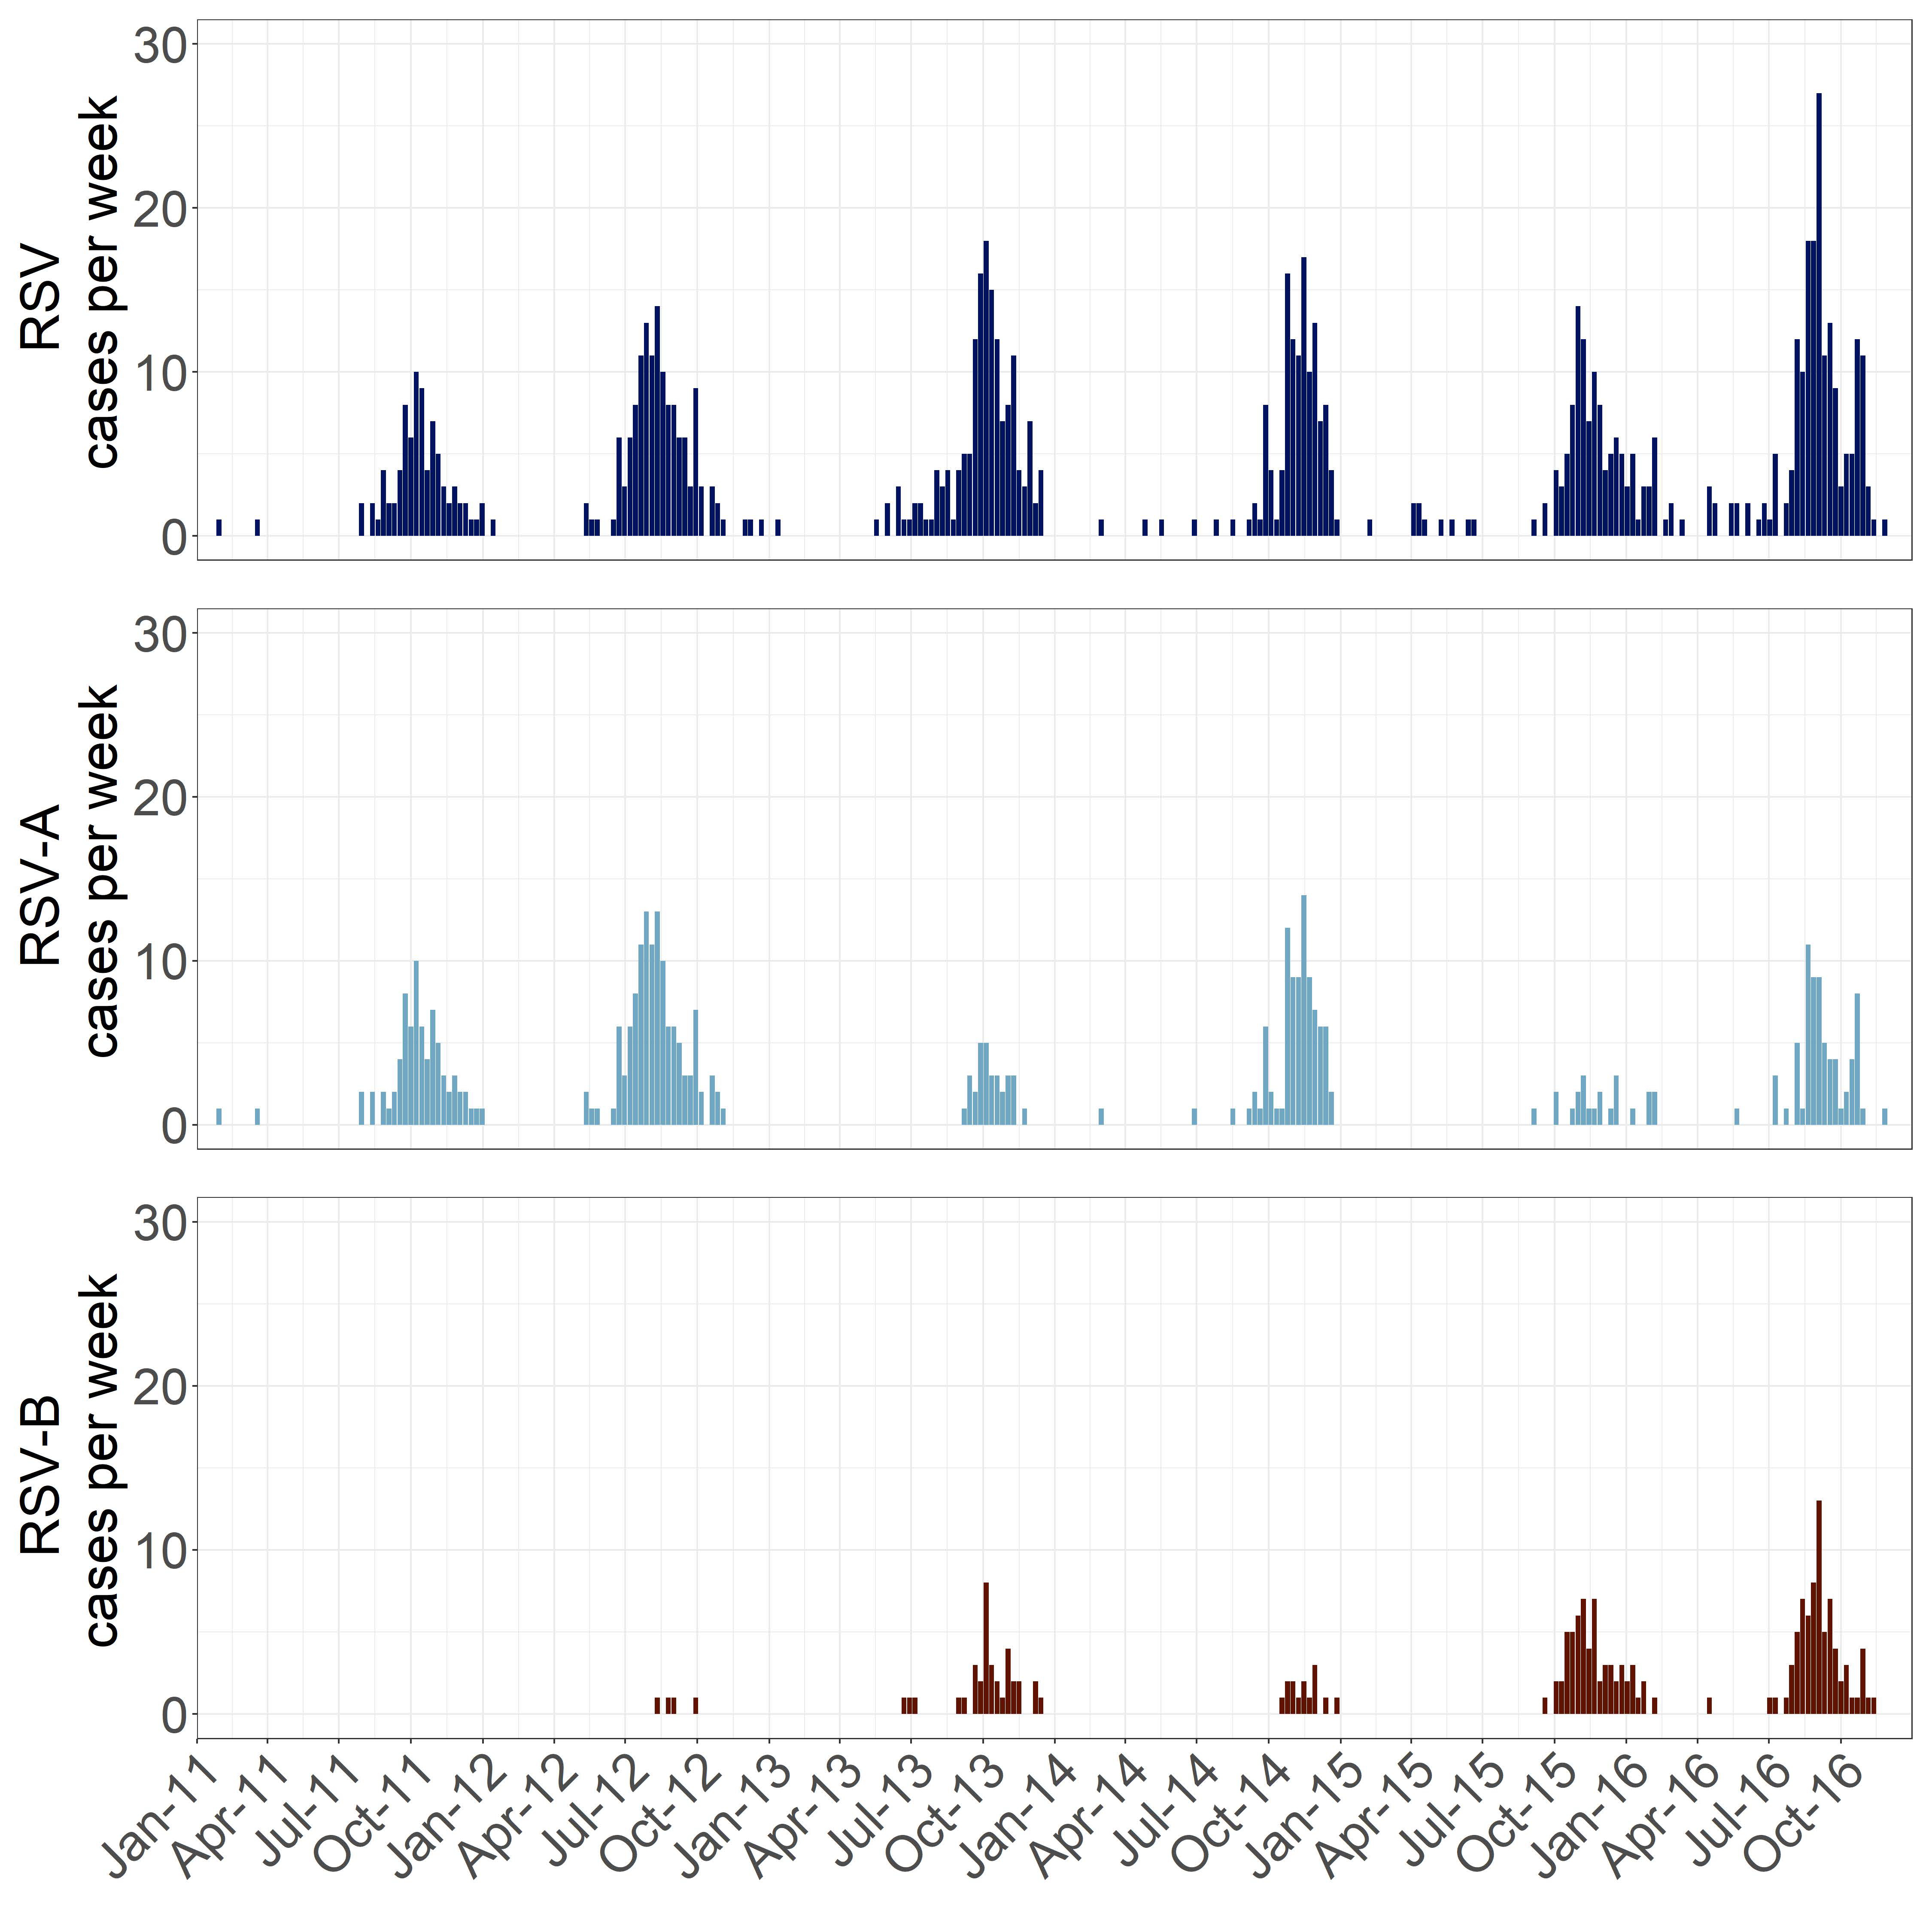 RSV
cases per week
30
20
10
0
RSV-A
cases per week
30
20
10
0
RSV-B
cases per week
30
20
10
0
Jan-11
Apr-11
Jul-11
Oct-11
Jan-12
Apr-12
Jul-12
Oct-12
Jan-13
Apr-13
Jul-13
Oct-13
Jan-14
Apr-14
Jul-14
Oct-14
Jan-15
Apr-15
Jul-15
Oct-15
Jan-16
Apr-16
Jul-16
Oct-16